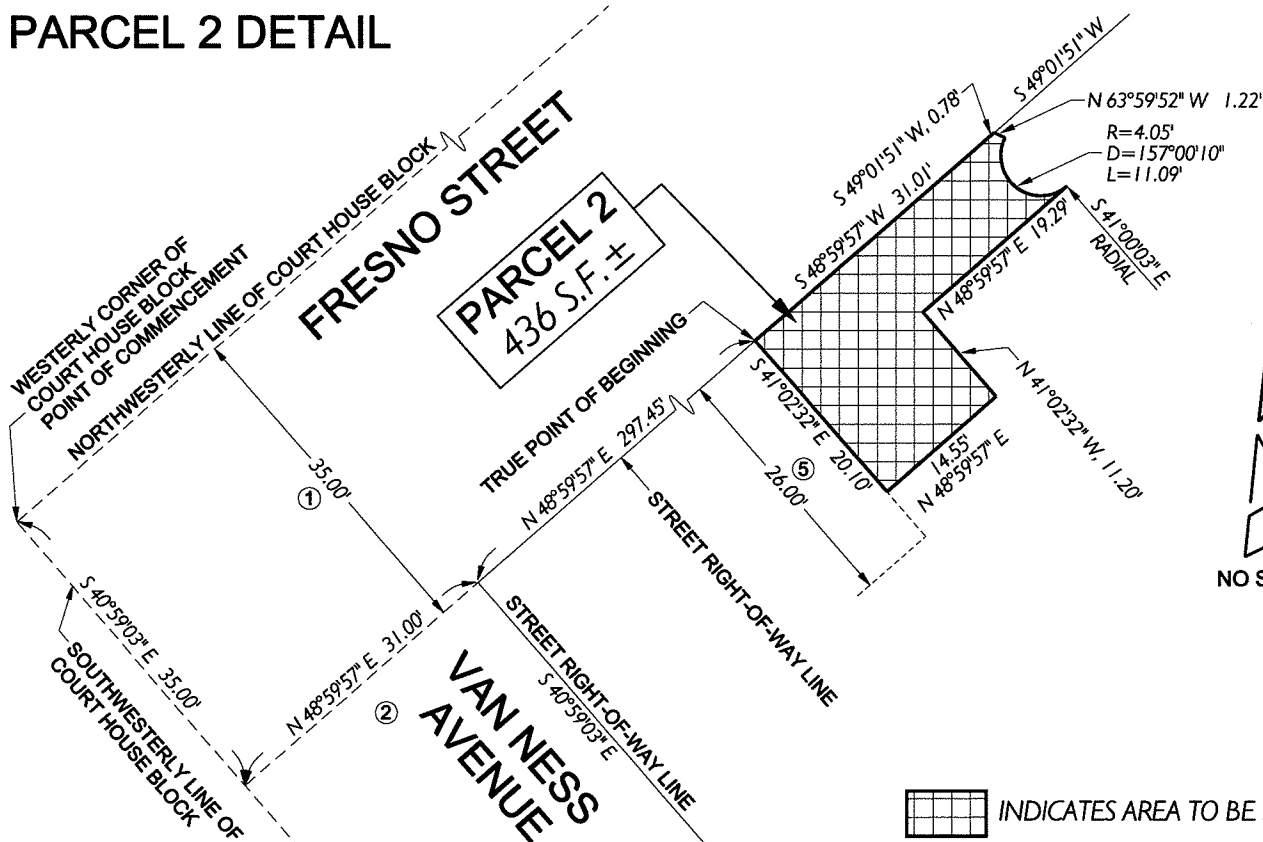 PARCEL 2 DETAIL
S 49°01'51" W
N 63°59'52" W 1.22'
R=4.05'
D=157°00'10"
L=11.09'
S 49°01'51" W, 0.78'
S 48°59'57" W 31.01'
S 41°00'03" E
RADIAL
N 48°59'57" E 19.29'
FRESNO STREET
PARCEL 2
436 S.F.±
NORTHWESTERLY LINE OF COURT HOUSE BLOCK
WESTERLY CORNER OF
COURT HOUSE BLOCK
POINT OF COMMENCEMENT
TRUE POINT OF BEGINNING
N 48°59'57" E 297.45'
S 41°02'32" E 20.10'
N 41°02'32" W, 11.20'
14.55'
N 48°59'57" E
35.00'
①
26.00'
⑤
STREET RIGHT-OF-WAY LINE
S 40°59'03" E 35.00'
SOUTHWESTERLY LINE OF
COURT HOUSE BLOCK
N 48°59'57" E 31.00'
②
VAN NESS
AVENUE
STREET RIGHT-OF-WAY LINE
S 40°59'03" E
NO S
INDICATES AREA TO BE